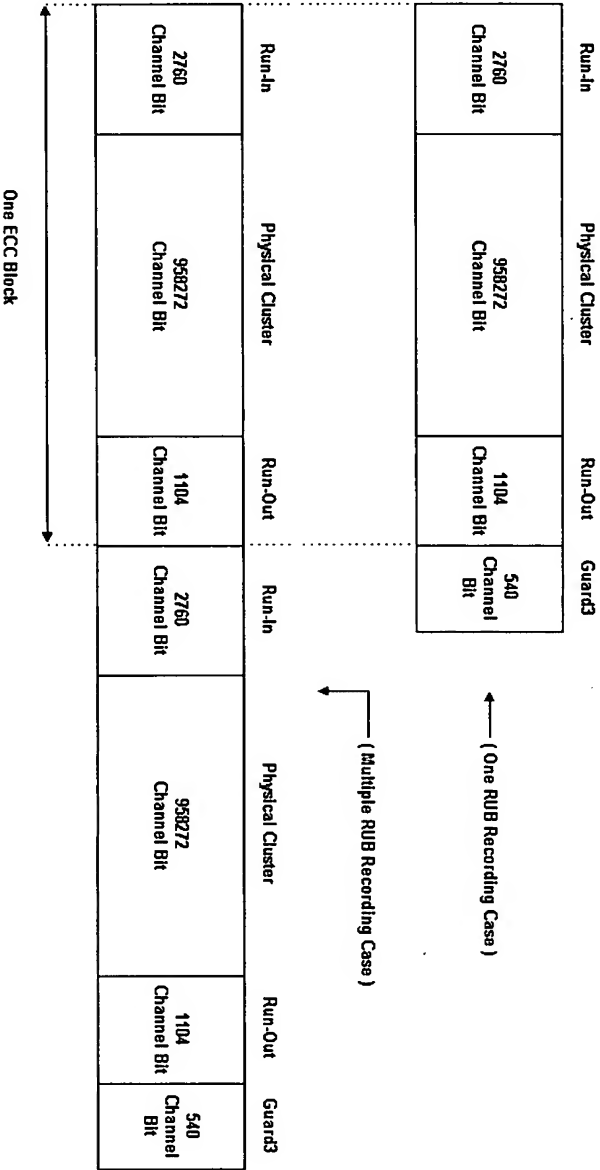 Run-In
Physical Cluster
Run-Out
Guard3
2760
Channel Bit
958272
Channel Bit
1104
Channel Bit
540
Channel
Bit
( One RUB Recording Case )
( Multiple RUB Recording Case )
Run-In
Physical Cluster
Run-Out
Run-In
Physical Cluster
Run-Out
Guard3
2760
Channel Bit
958272
Channel Bit
1104
Channel Bit
2760
Channel Bit
958272
Channel Bit
1104
Channel Bit
540
Channel
Bit
One ECC Block